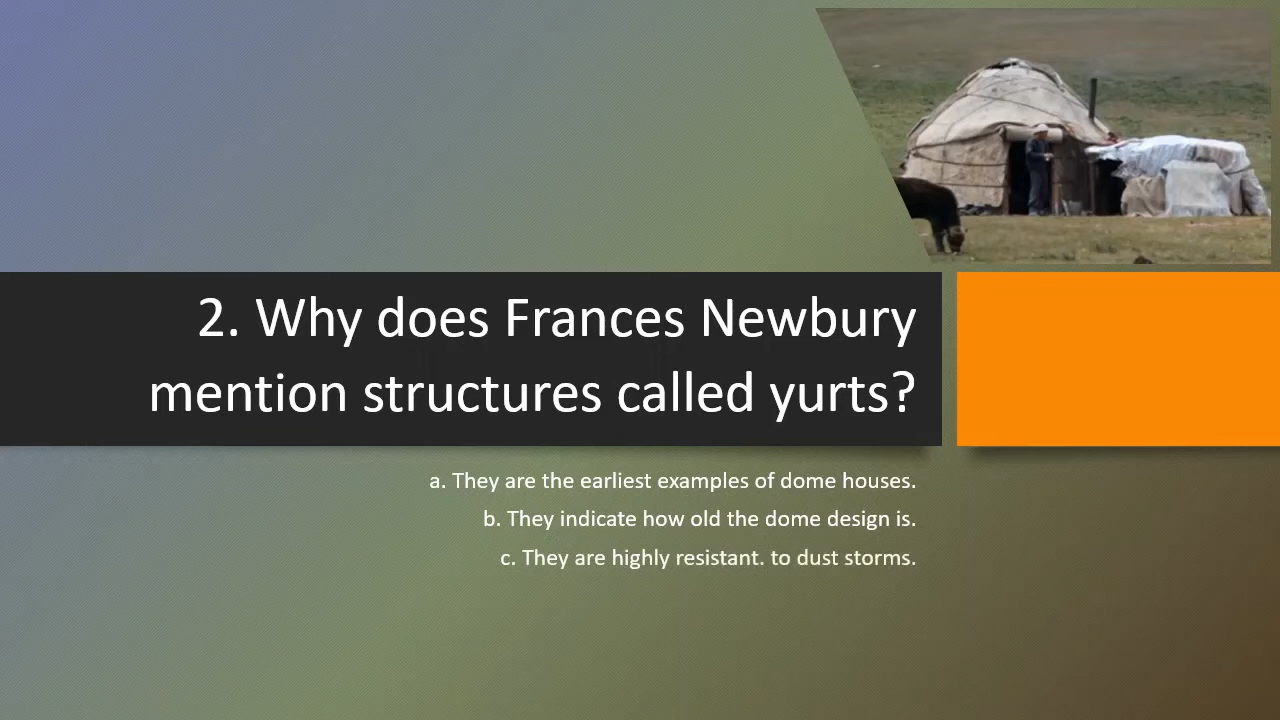 2. Why does Frances Newbury
mention structures called yurts?
a. They are the earliest examples of dome houses.
b. They indicate how old the dome design is.
c. They are highly resistant. to dust storms.